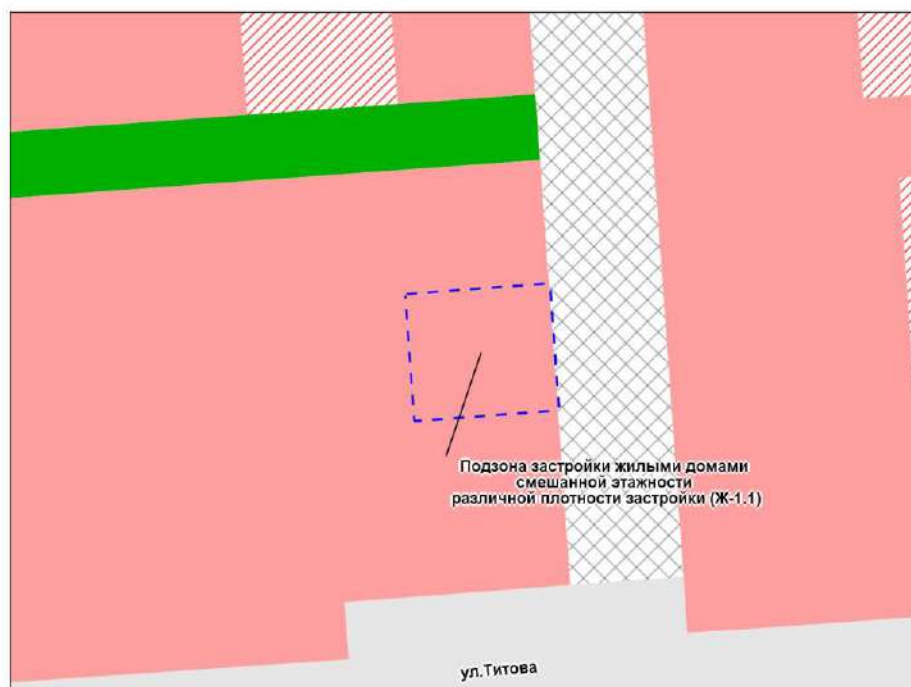 Подзона застройки жилыми домами
смешанной этажности
различной плотности застройки (Ж-1.1)
ул.Титова